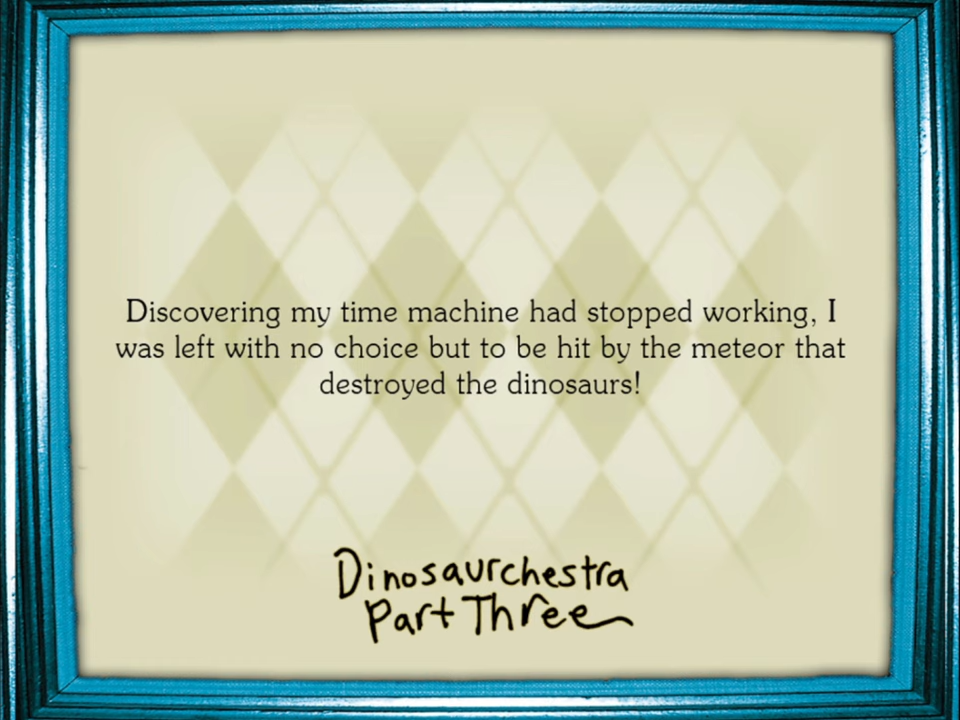 Discovering my time machine had stopped working, I
was left with no choice but to be hit by the meteor that
destroyed the dinosaurs!
Dinosaurchestra
Part Three